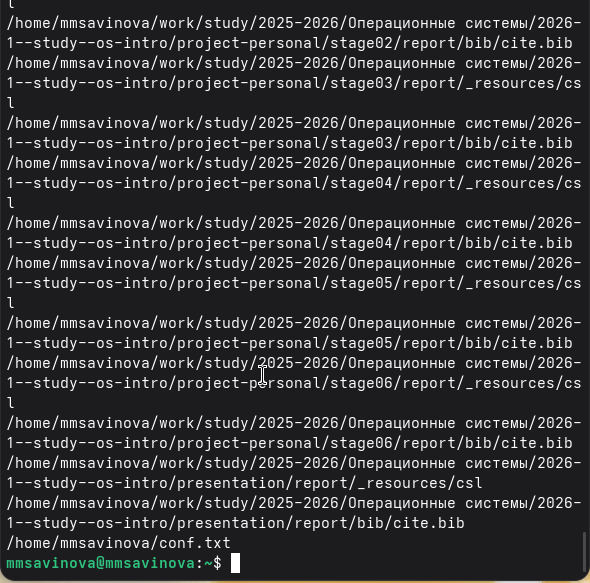 l
/home/mmsavinova/work/study/2025-2026/Операционные системы/2026-
1--study--os-intro/project-personal/stage02/report/bib/cite.bib
/home/mmsavinova/work/study/2025-2026/Операционные системы/2026-
1--study--os-intro/project-personal/stage03/report/_resources/cs
l
/home/mmsavinova/work/study/2025-2026/Операционные системы/2026-
1--study--os-intro/project-personal/stage03/report/bib/cite.bib
/home/mmsavinova/work/study/2025-2026/Операционные системы/2026-
1--study--os-intro/project-personal/stage04/report/_resources/cs
l
/home/mmsavinova/work/study/2025-2026/Операционные системы/2026-
1--study--os-intro/project-personal/stage04/report/bib/cite.bib
/home/mmsavinova/work/study/2025-2026/Операционные системы/2026-
1--study--os-intro/project-personal/stage05/report/_resources/cs
l
/home/mmsavinova/work/study/2025-2026/Операционные системы/2026-
1--study--os-intro/project-personal/stage05/report/bib/cite.bib
/home/mmsavinova/work/study/2025-2026/Операционные системы/2026-
1--study--os-intro/project-personal/stage06/report/_resources/cs
l
/home/mmsavinova/work/study/2025-2026/Операционные системы/2026-
1--study--os-intro/project-personal/stage06/report/bib/cite.bib
/home/mmsavinova/work/study/2025-2026/Операционные системы/2026-
1--study--os-intro/presentation/report/_resources/csl
/home/mmsavinova/work/study/2025-2026/Операционные системы/2026-
1--study--os-intro/presentation/report/bib/cite.bib
/home/mmsavinova/conf.txt
mmsavinova@mmsavinova:~$